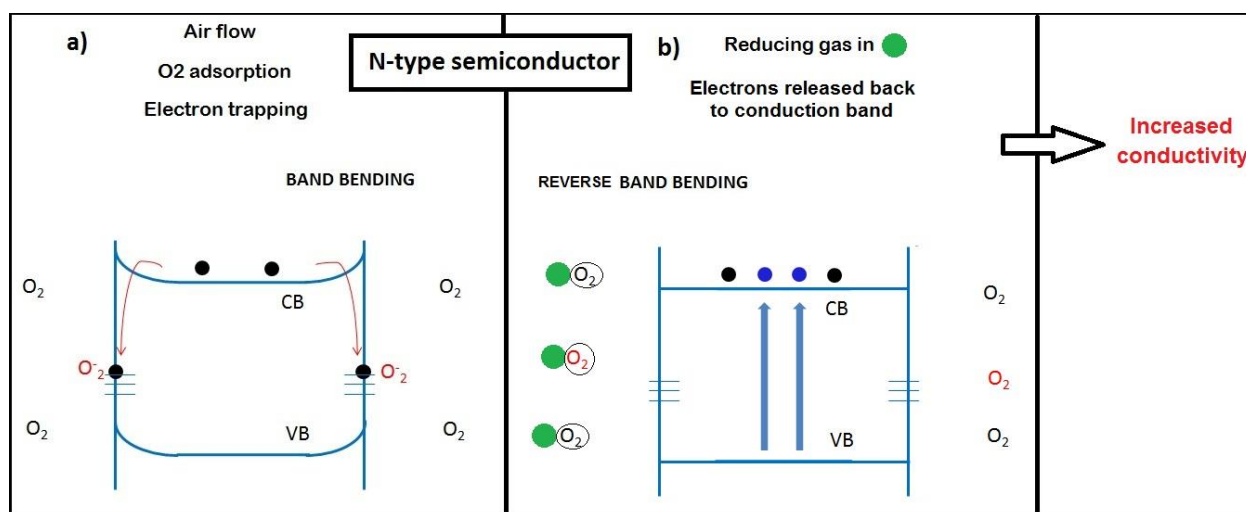 a)
Air flow
O2 adsorption
Electron trapping
N-type semiconductor
b)
Reducing gas in
Electrons released back
to conduction band
Increased
conductivity
BAND BENDING
REVERSE BAND BENDING
O₂
O₂
CB
O⁻₂
O⁻₂
O₂
O₂
VB
O₂
O₂
CB
O₂
O₂
O₂
O₂
VB
O₂